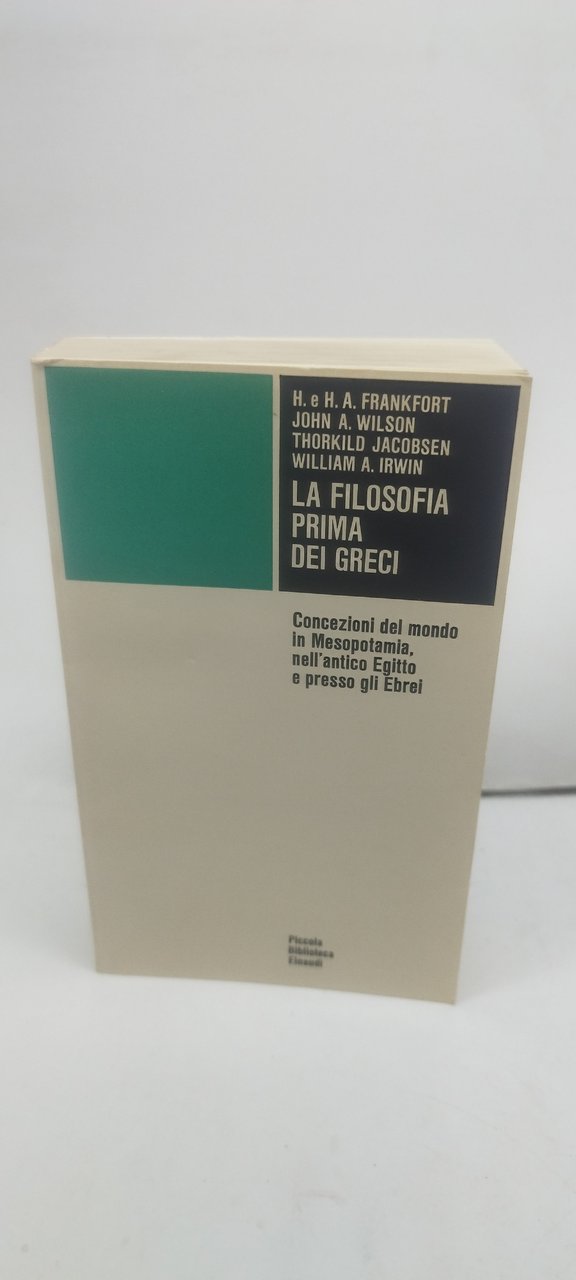 H. e H. A. FRANKFORT
JOHN A. WILSON
THORKILD JACOBSEN
WILLIAM A. IRWIN
LA FILOSOFIA
PRIMA
DEI GRECI
Concezioni del mondo
in Mesopotamia,
nell'antico Egitto
e presso gli Ebrei
Piccola
Biblioteca
Einaudi